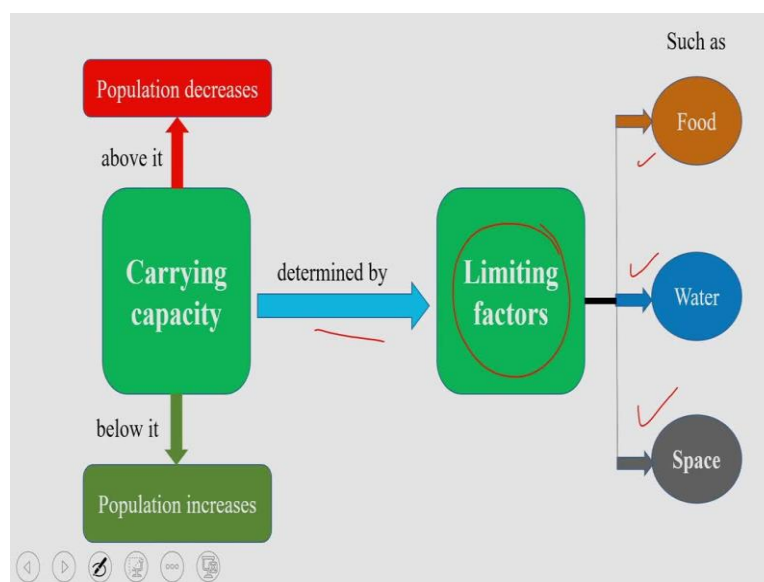 Such as
Population decreases
above it
Carrying
capacity
determined by
Limiting
factors
Food
Water
Space
below it
Population increases